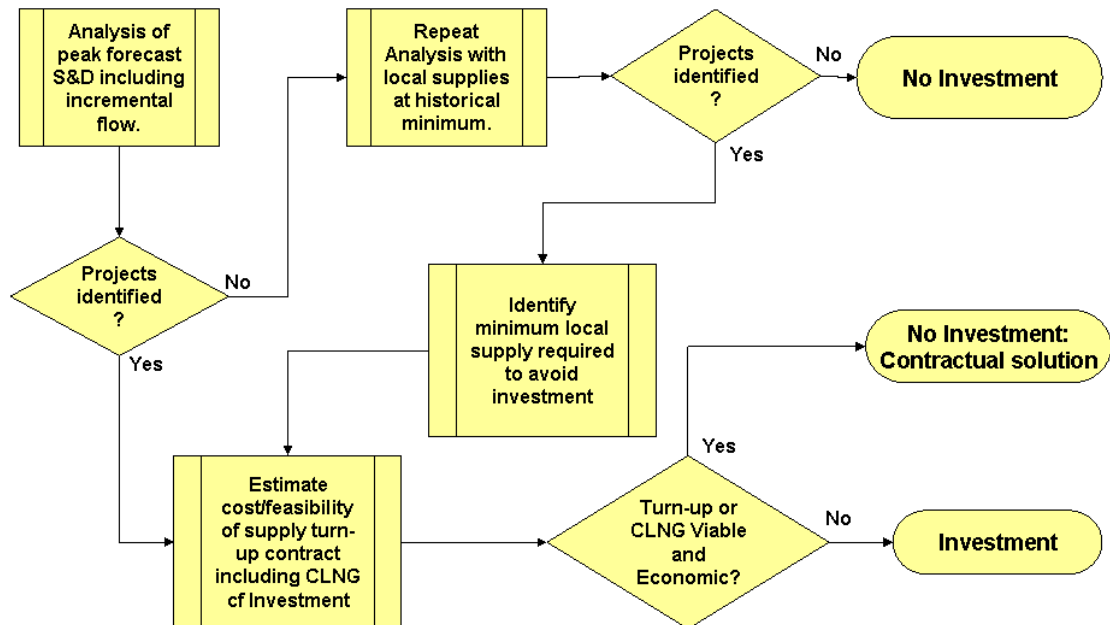 Analysis of
peak forecast
S&D including
incremental
flow.
Repeat
Analysis with
local supplies
at historical
minimum.
Projects
identified
?
No
No Investment
Yes
Projects
identified
?
No
Yes
Identify
minimum local
supply required
to avoid
investment
No Investment:
Contractual solution
Yes
Estimate
cost/feasibility
of supply turn-
up contract
including CLNG
cf Investment
Turn-up or
CLNG Viable
and
Economic?
No
Investment